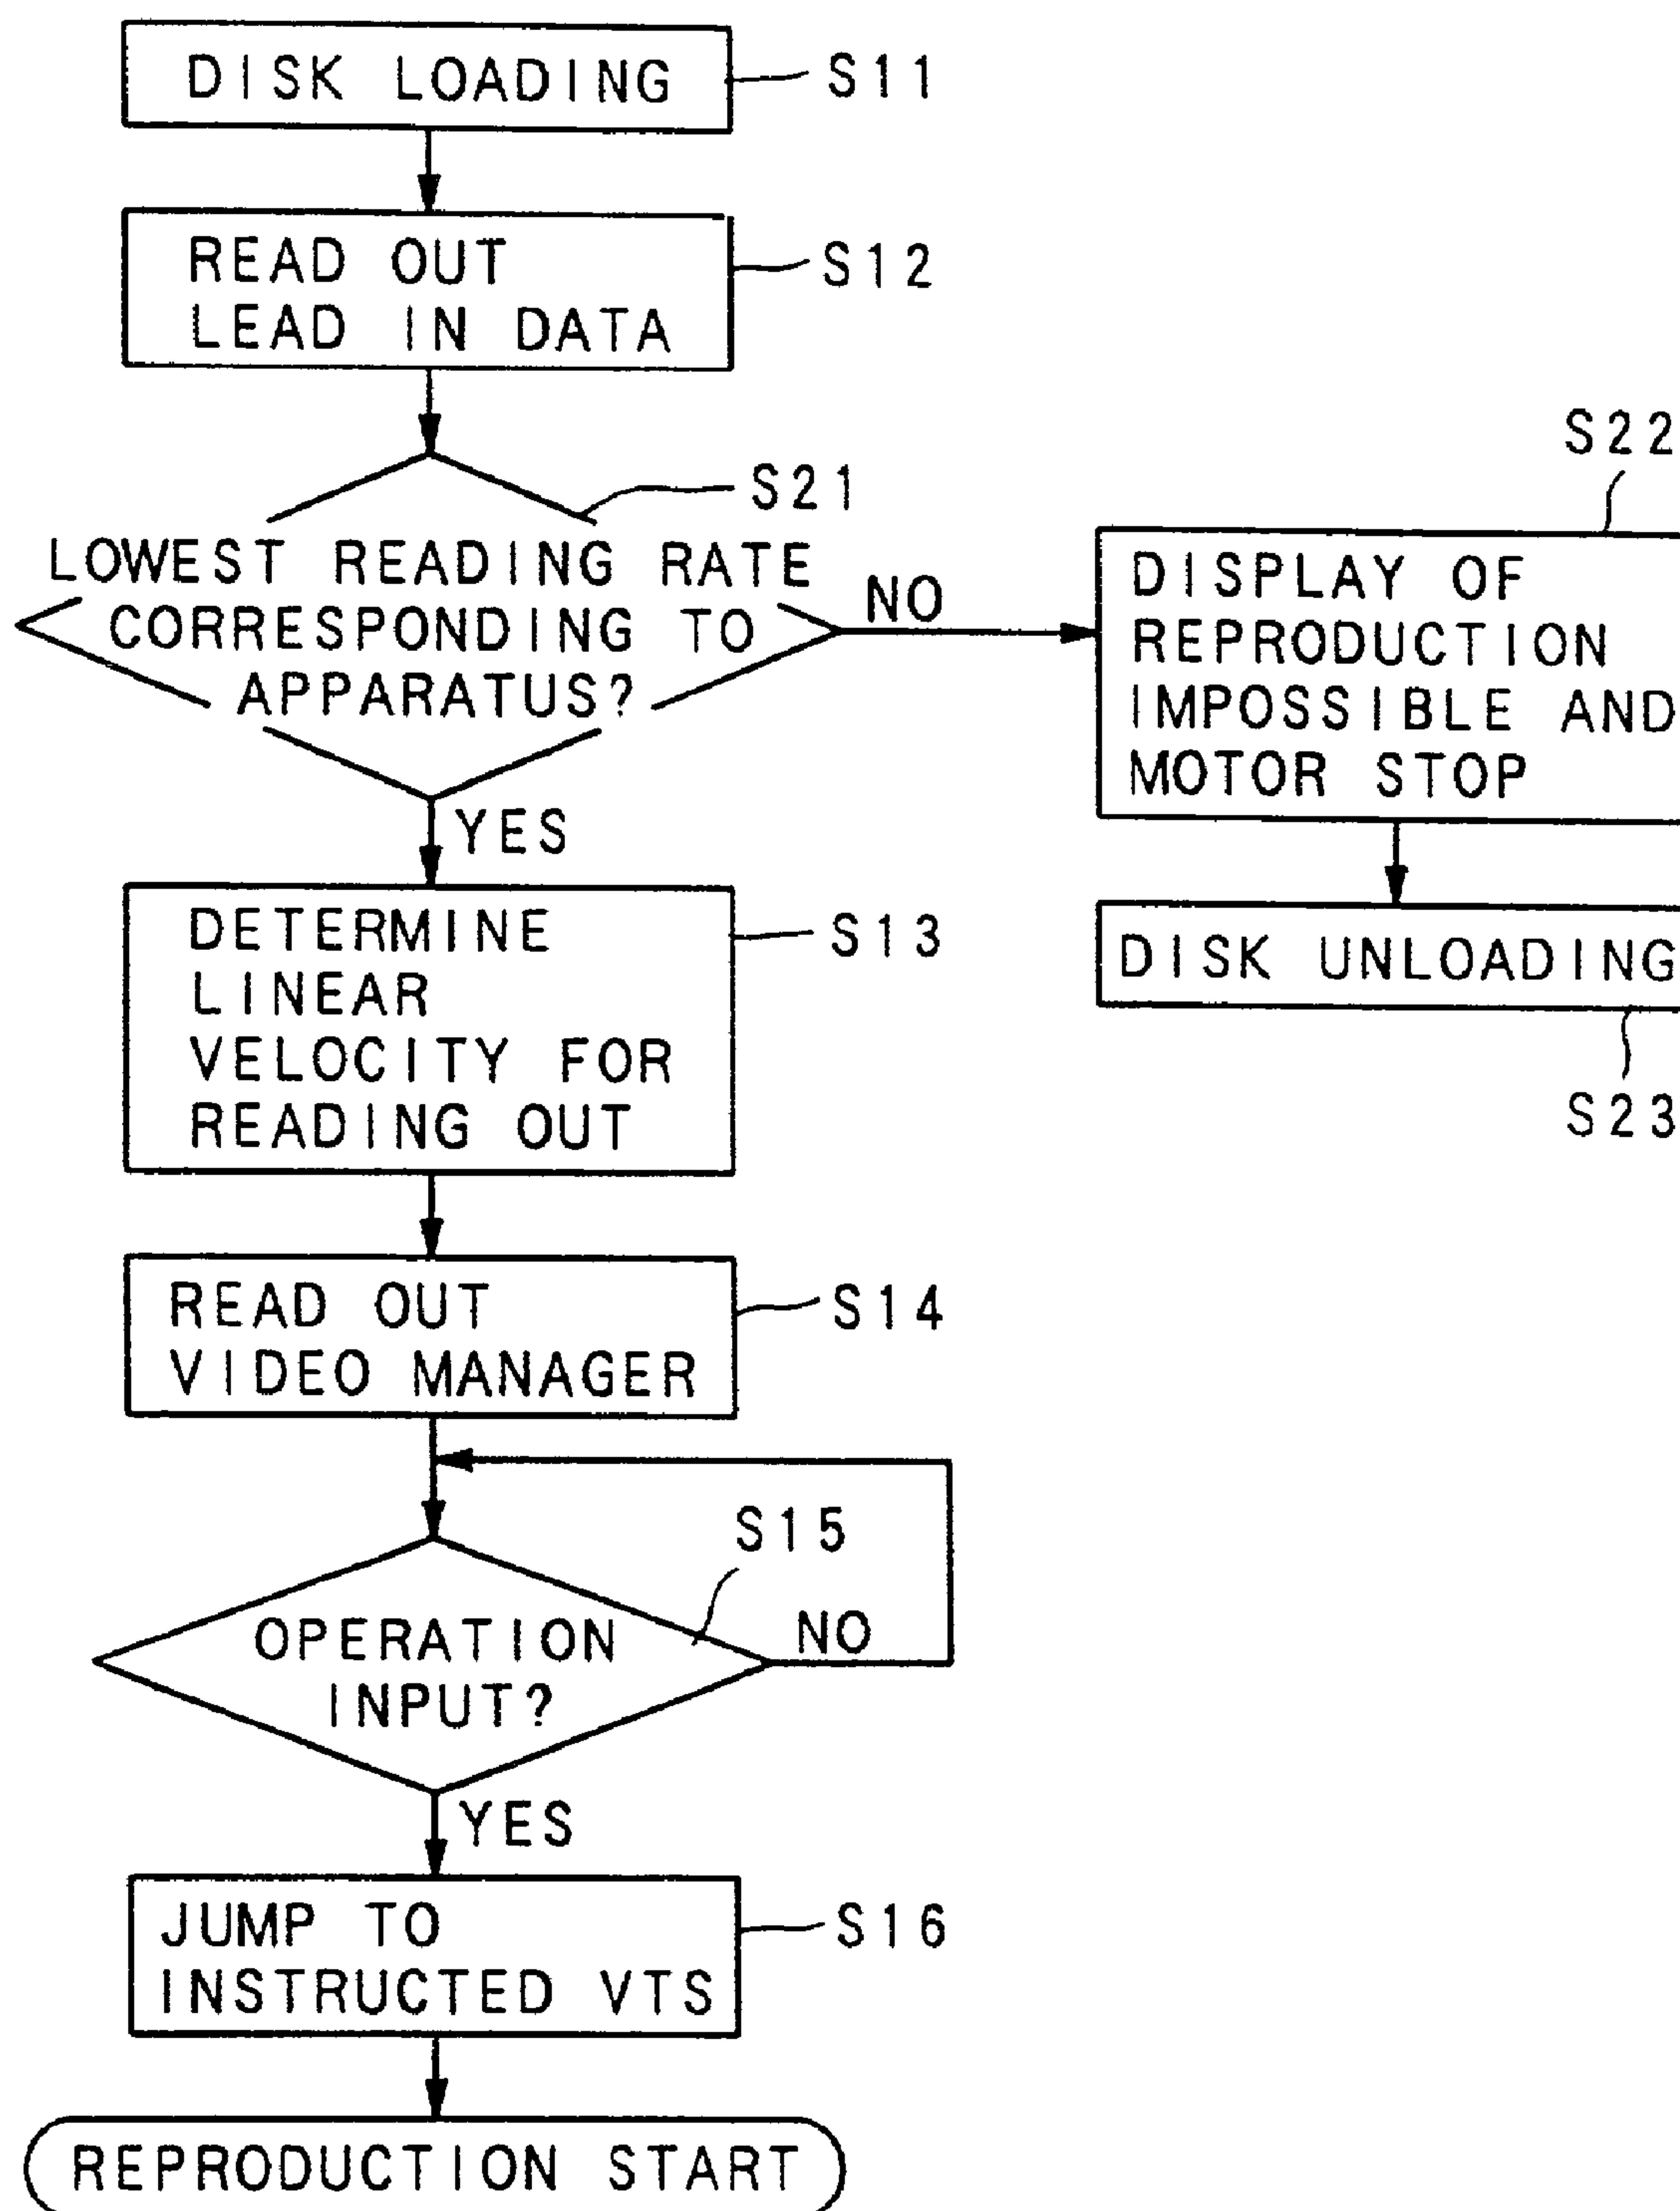 DISK LOADING
S11
READ OUT
LEAD IN DATA
S12
S21
LOWEST READING RATE
CORRESPONDING TO
APPARATUS?
NO
YES
S22
DISPLAY OF
REPRODUCTION
IMPOSSIBLE AND
MOTOR STOP
DISK UNLOADING
S23
DETERMINE
LINEAR
VELOCITY FOR
READING OUT
S13
READ OUT
VIDEO MANAGER
S14
S15
OPERATION
INPUT?
NO
YES
JUMP TO
INSTRUCTED VTS
S16
REPRODUCTION START